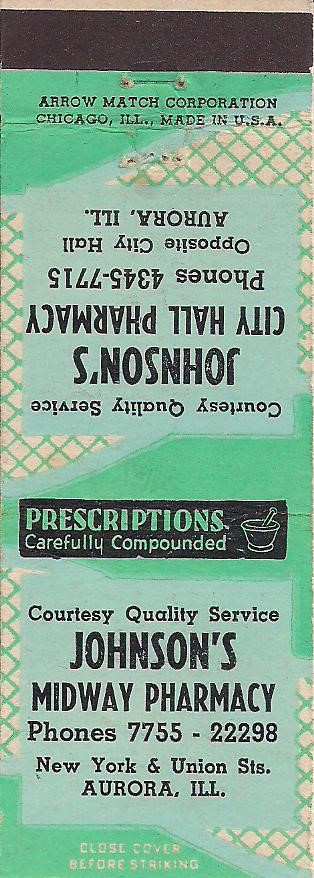 ARROW MATCH CORPORATION
CHICAGO, ILL., MADE IN U.S.A.
Courtesy Quality Service
JOHNSON'S
CITY HALL PHARMACY
Phones 4345-7715
Opposite City Hall
AURORA, ILL.
PRESCRIPTIONS
Carefully Compounded
Courtesy Quality Service
JOHNSON'S
MIDWAY PHARMACY
Phones 7755 - 22298
New York & Union Sts.
AURORA, ILL.
CLOSE COVER
BEFORE STRIKING